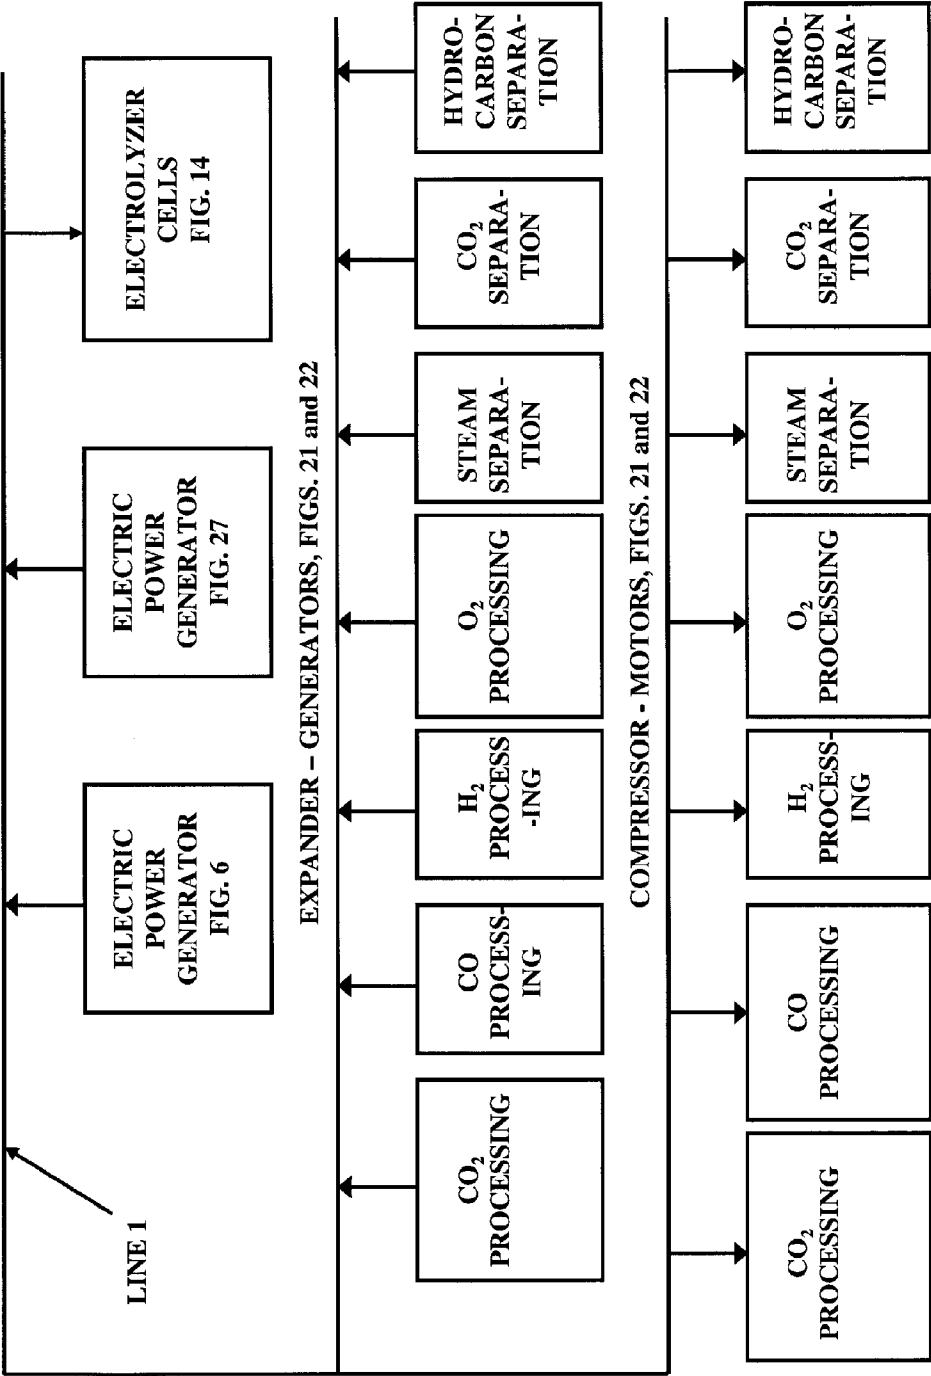 LINE 1
ELECTRIC
POWER
GENERATOR
FIG. 6
ELECTRIC
POWER
GENERATOR
FIG. 27
ELECTROLYZER
CELLS
FIG. 14
EXPANDER – GENERATORS, FIGS. 21 and 22
CO₂
PROCESSING
CO
PROCESS-
ING
H₂
PROCESS
-ING
O₂
PROCESSING
STEAM
SEPARA-
TION
CO₂
SEPARA-
TION
HYDRO-
CARBON
SEPARA-
TION
COMPRESSOR - MOTORS, FIGS. 21 and 22
CO₂
PROCESSING
CO
PROCESSING
H₂
PROCESS-
ING
O₂
PROCESSING
STEAM
SEPARA-
TION
CO₂
SEPARA-
TION
HYDRO-
CARBON
SEPARA-
TION